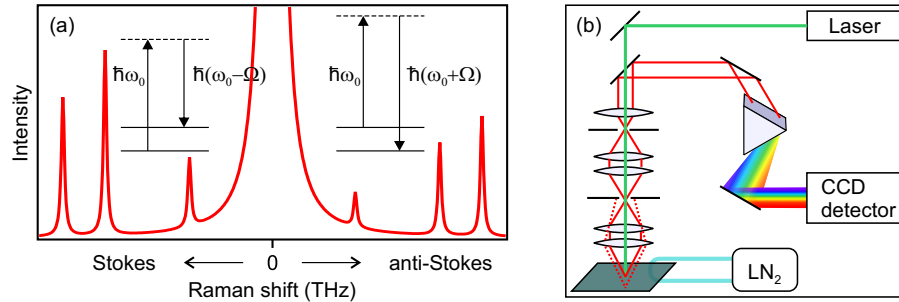 (a)
ħω₀
ħ(ω₀−Ω)
ħω₀
ħ(ω₀+Ω)
Intensity
Stokes
0
anti-Stokes
Raman shift (THz)
(b)
Laser
CCD
detector
LN₂